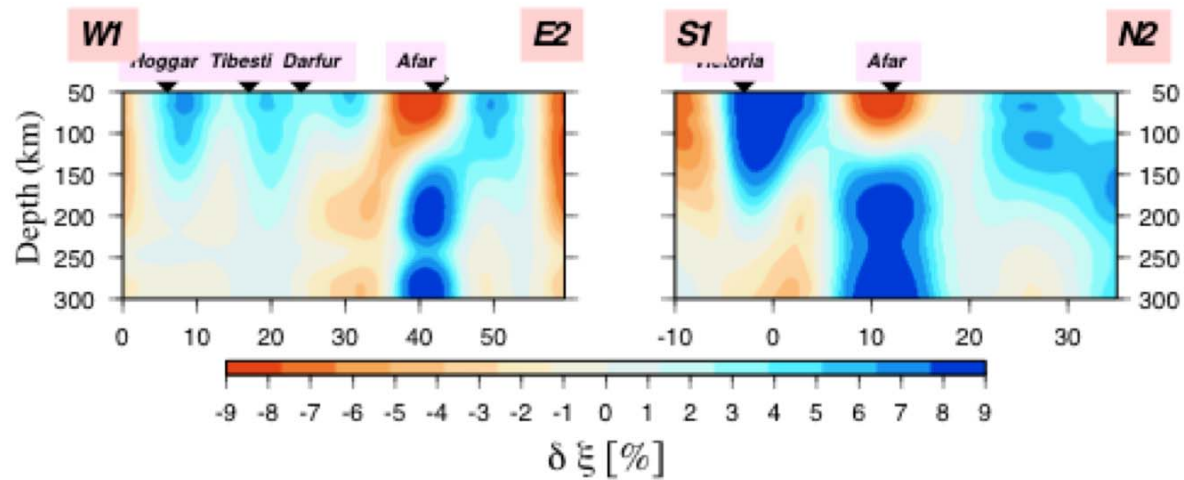 W1 E2 S1 N2
Hoggar Tibesti Darfur Afar Victoria Afar
50 50
100 100
150 150
200 200
250 250
300 300
Depth (km)
0 10 20 30 40 50 -10 0 10 20 30
-9 -8 -7 -6 -5 -4 -3 -2 -1 0 1 2 3 4 5 6 7 8 9
δ ξ [%]